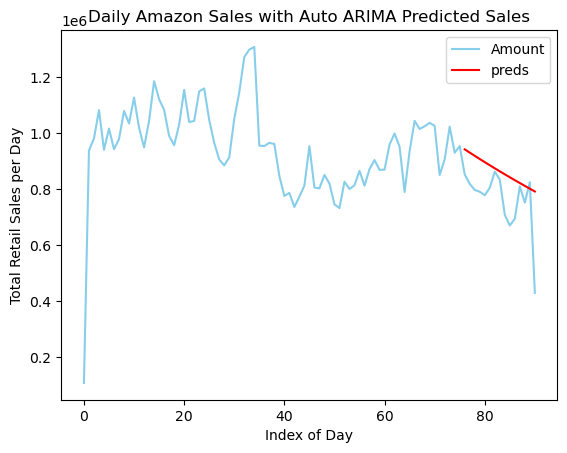 Daily Amazon Sales with Auto ARIMA Predicted Sales
1e6
Amount
preds
1.2
1.0
0.8
0.6
0.4
0.2
Total Retail Sales per Day
0 20 40 60 80
Index of Day